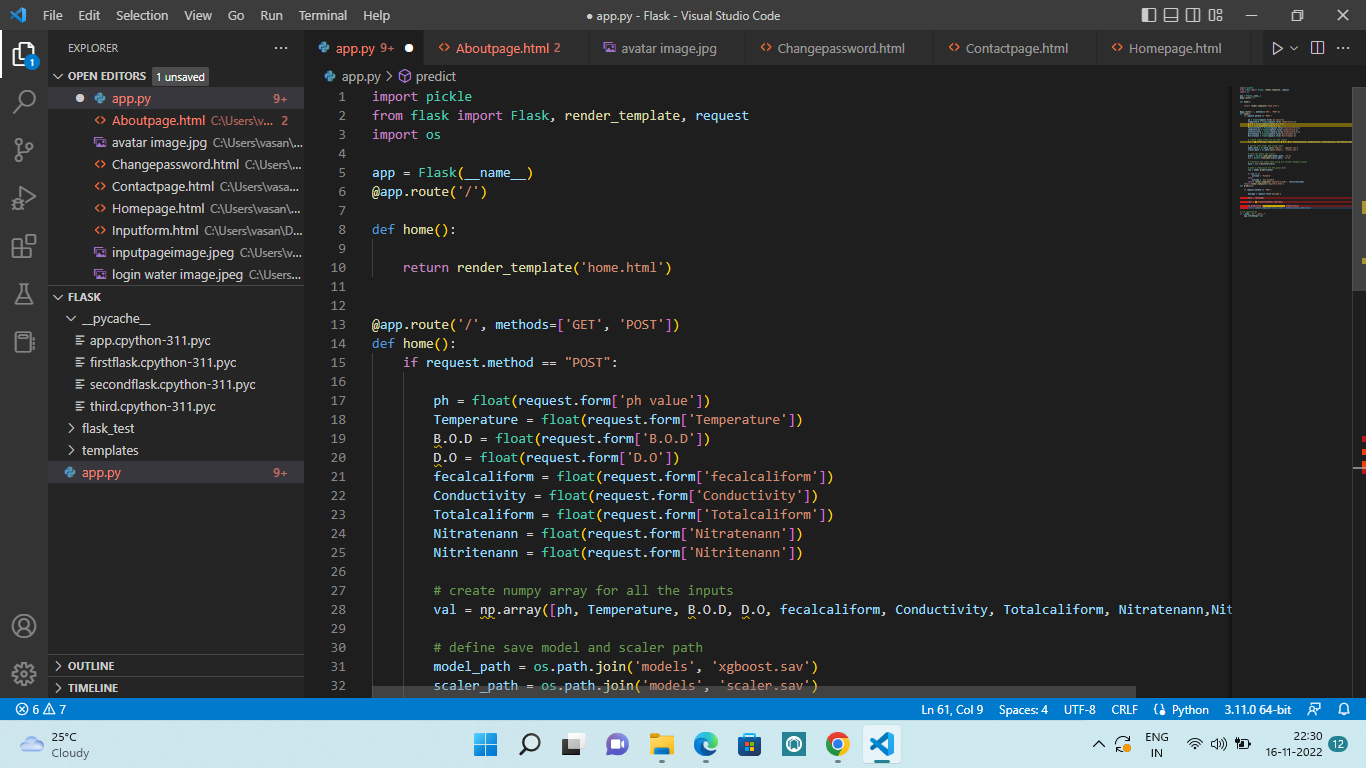 File Edit Selection View Go Run Terminal Help
● app.py - Flask - Visual Studio Code
EXPLORER
OPEN EDITORS 1 unsaved
app.py 9+
Aboutpage.html C:\Users\v... 2
avatar image.jpg C:\Users\vasan...
Changepassword.html C:\Users\...
Contactpage.html C:\Users\vasa...
Homepage.html C:\Users\vasan\...
Inputform.html C:\Users\vasan\D...
inputpageimage.jpeg C:\Users\v...
login water image.jpeg C:\Users...
FLASK
__pycache__
app.cpython-311.pyc
firstflask.cpython-311.pyc
secondflask.cpython-311.pyc
third.cpython-311.pyc
flask_test
templates
app.py 9+
OUTLINE
TIMELINE
app.py 9+ ● Aboutpage.html 2 avatar image.jpg Changepassword.html Contactpage.html Homepage.html
app.py > predict
1 import pickle
2 from flask import Flask, render_template, request
3 import os
4
5 app = Flask(__name__)
6 @app.route('/')
7
8 def home():
9
10 return render_template('home.html')
11
12
13 @app.route('/', methods=['GET', 'POST'])
14 def home():
15 if request.method == "POST":
16
17 ph = float(request.form['ph value'])
18 Temperature = float(request.form['Temperature'])
19 B.O.D = float(request.form['B.O.D'])
20 D.O = float(request.form['D.O'])
21 fecalcaliform = float(request.form['fecalcaliform'])
22 Conductivity = float(request.form['Conductivity'])
23 Totalcaliform = float(request.form['Totalcaliform'])
24 Nitratenann = float(request.form['Nitratenann'])
25 Nitritenann = float(request.form['Nitritenann'])
26
27 # create numpy array for all the inputs
28 val = np.array([ph, Temperature, B.O.D, D.O, fecalcaliform, Conductivity, Totalcaliform, Nitratenann,Nit
29
30 # define save model and scaler path
31 model_path = os.path.join('models', 'xgboost.sav')
32 scaler_path = os.path.join('models', 'scaler.sav')
6 7 Ln 61, Col 9 Spaces: 4 UTF-8 CRLF Python 3.11.0 64-bit
25°C
Cloudy
ENG
IN
22:30
16-11-2022
12